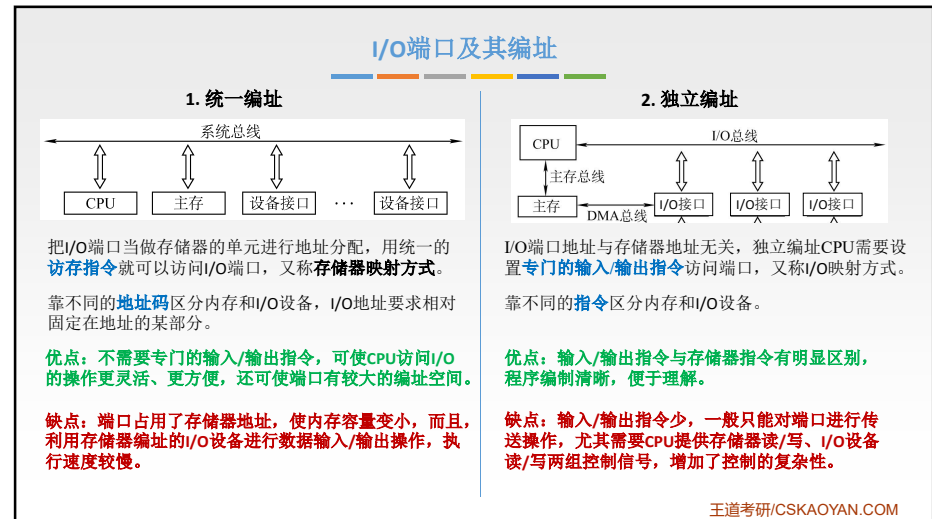 I/O端口及其编址
1. 统一编址
系统总线
CPU
主存
设备接口
···
设备接口
把I/O端口当做存储器的单元进行地址分配，用统一的
访存指令就可以访问I/O端口，又称存储器映射方式。
靠不同的地址码区分内存和I/O设备，I/O地址要求相对
固定在地址的某部分。
优点：不需要专门的输入/输出指令，可使CPU访问I/O
的操作更灵活、更方便，还可使端口有较大的编址空间。
缺点：端口占用了存储器地址，使内存容量变小，而且，
利用存储器编址的I/O设备进行数据输入/输出操作，执
行速度较慢。
2. 独立编址
CPU
I/O总线
主存总线
主存
DMA总线
I/O接口
I/O接口
I/O接口
I/O端口地址与存储器地址无关，独立编址CPU需要设
置专门的输入/输出指令访问端口，又称I/O映射方式。
靠不同的指令区分内存和I/O设备。
优点：输入/输出指令与存储器指令有明显区别，
程序编制清晰，便于理解。
缺点：输入/输出指令少，一般只能对端口进行传
送操作，尤其需要CPU提供存储器读/写、I/O设备
读/写两组控制信号，增加了控制的复杂性。
王道考研/CSKAOYAN.COM